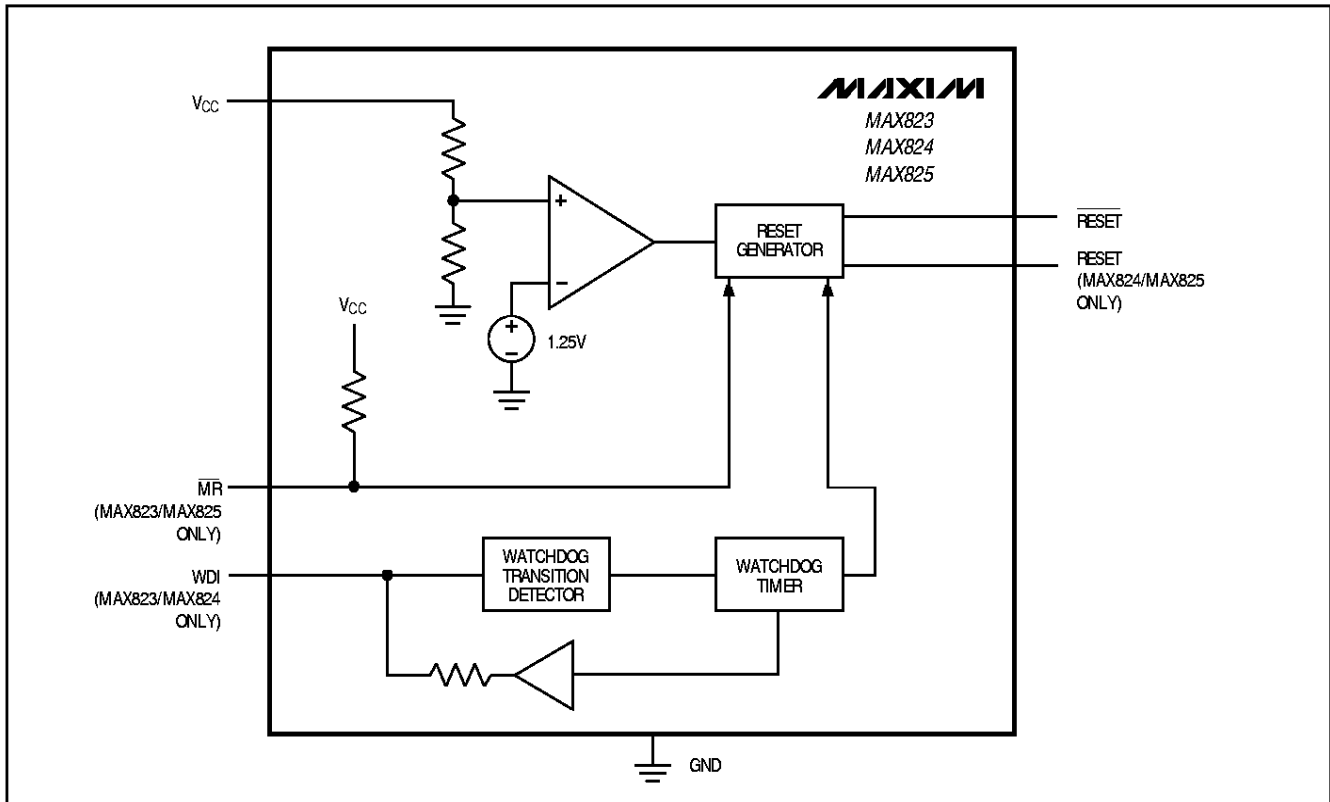 MAXIM
MAX823
MAX824
MAX825
VCC
+
−
+
−
1.25V
RESET
GENERATOR
RESET
RESET
(MAX824/MAX825
ONLY)
VCC
MR
(MAX823/MAX825
ONLY)
WDI
(MAX823/MAX824
ONLY)
WATCHDOG
TRANSITION
DETECTOR
WATCHDOG
TIMER
GND